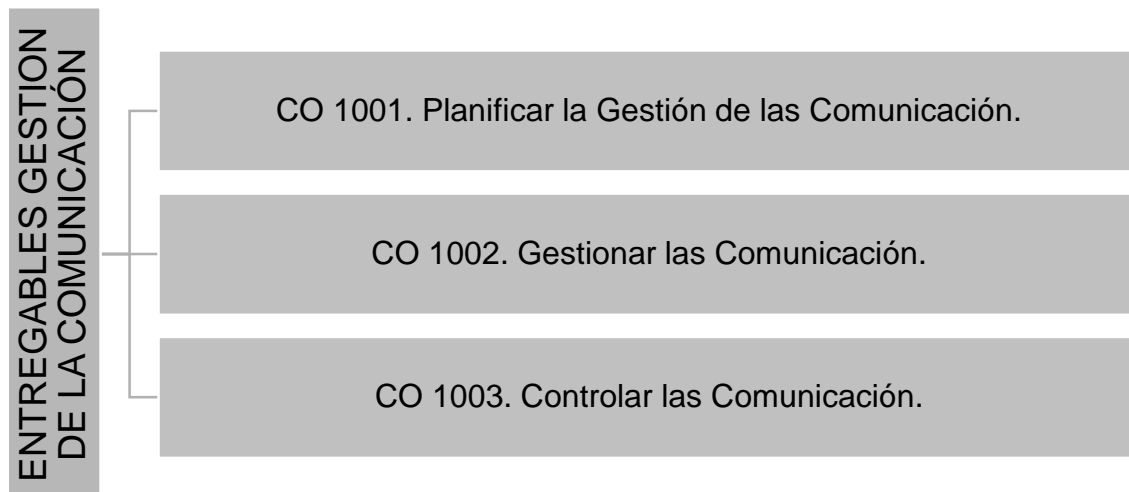 ENTREGABLES GESTION
DE LA COMUNICACIÓN
CO 1001. Planificar la Gestión de las Comunicación.
CO 1002. Gestionar las Comunicación.
CO 1003. Controlar las Comunicación.